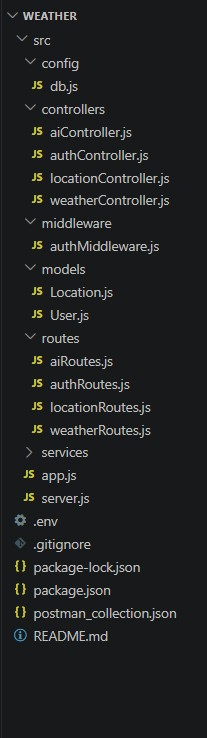 WEATHER
src
config
JS db.js
controllers
JS aiController.js
JS authController.js
JS locationController.js
JS weatherController.js
middleware
JS authMiddleware.js
models
JS Location.js
JS User.js
routes
JS aiRoutes.js
JS authRoutes.js
JS locationRoutes.js
JS weatherRoutes.js
services
JS app.js
JS server.js
.env
.gitignore
{} package-lock.json
{} package.json
{} postman_collection.json
README.md